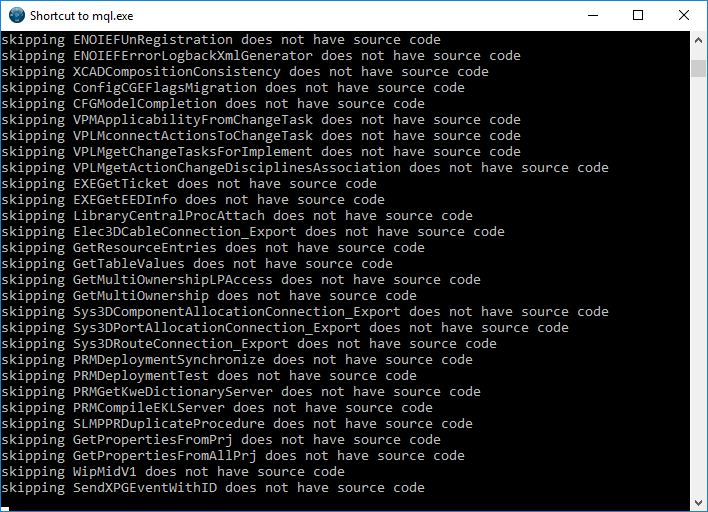 Shortcut to mql.exe
skipping ENOIEFUnRegistration does not have source code
skipping ENOIEFErrorLogbackXmlGenerator does not have source code
skipping XCADCompositionConsistency does not have source code
skipping ConfigCGEFlagsMigration does not have source code
skipping CFGModelCompletion does not have source code
skipping VPMApplicabilityFromChangeTask does not have source code
skipping VPLMconnectActionsToChangeTask does not have source code
skipping VPLMgetChangeTasksForImplement does not have source code
skipping VPLMgetActionChangeDisciplinesAssociation does not have source code
skipping EXEGetTicket does not have source code
skipping EXEGetEEDInfo does not have source code
skipping LibraryCentralProcAttach does not have source code
skipping Elec3DCableConnection_Export does not have source code
skipping GetResourceEntries does not have source code
skipping GetTableValues does not have source code
skipping GetMultiOwnershipLPAccess does not have source code
skipping GetMultiOwnership does not have source code
skipping Sys3DComponentAllocationConnection_Export does not have source code
skipping Sys3DPortAllocationConnection_Export does not have source code
skipping Sys3DRouteConnection_Export does not have source code
skipping PRMDeploymentSynchronize does not have source code
skipping PRMDeploymentTest does not have source code
skipping PRMGetKweDictionaryServer does not have source code
skipping PRMCompileEKLServer does not have source code
skipping SLMPPRDuplicateProcedure does not have source code
skipping GetPropertiesFromPrj does not have source code
skipping GetPropertiesFromAllPrj does not have source code
skipping WipMidV1 does not have source code
skipping SendXPGEventWithID does not have source code